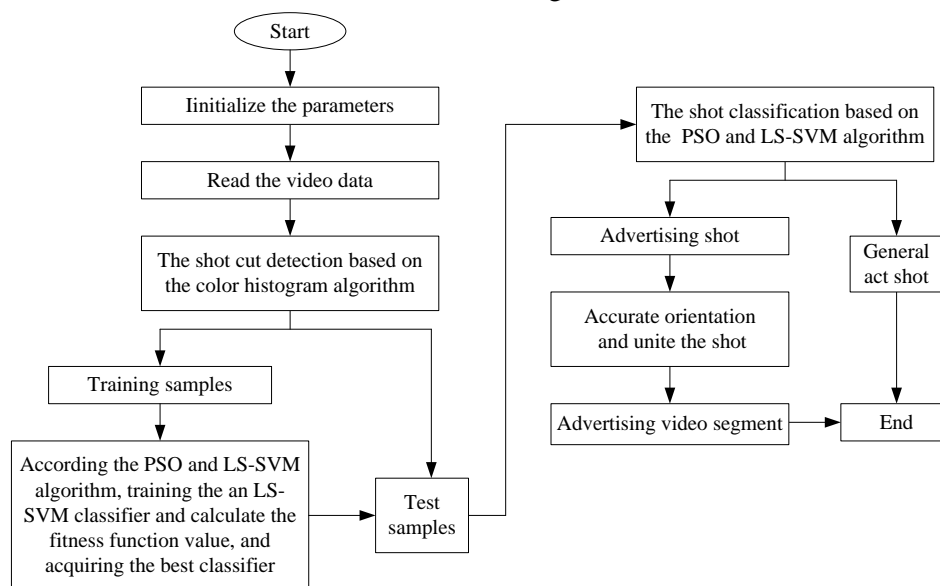 Start
Iinitialize the parameters
Read the video data
The shot cut detection based on
the color histogram algorithm
Training samples
According the PSO and LS-SVM
algorithm, training the an LS-
SVM classifier and calculate the
fitness function value, and
acquiring the best classifier
Test
samples
The shot classification based on
the PSO and LS-SVM algorithm
Advertising shot
General
act shot
Accurate orientation
and unite the shot
Advertising video segment
End